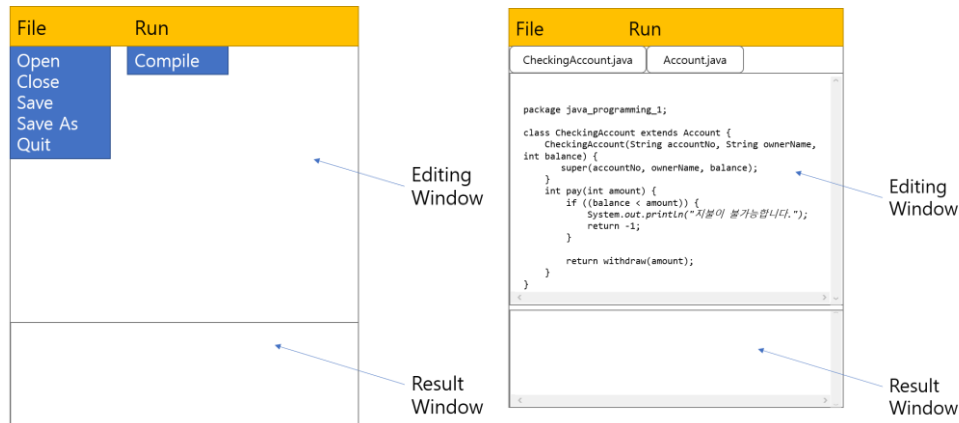 File Run
Open
Close
Save
Save As
Quit
Compile
Editing
Window
Result
Window
File Run
CheckingAccount.java Account.java
package java_programming_1;
class CheckingAccount extends Account {
CheckingAccount(String accountNo, String ownerName,
int balance) {
super(accountNo, ownerName, balance);
}
int pay(int amount) {
if ((balance < amount)) {
System.out.println("지불이 불가능합니다.");
return -1;
}
return withdraw(amount);
}
}
Editing
Window
Result
Window